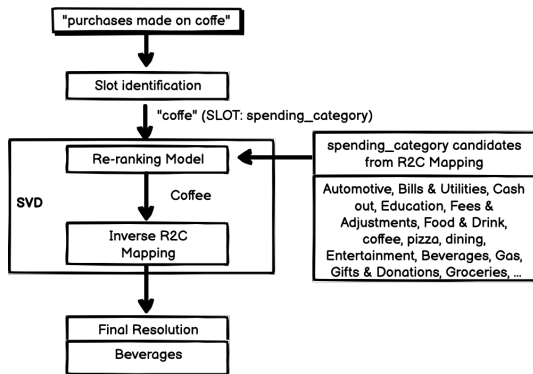 "purchases made on coffe"
Slot identification
"coffe" (SLOT: spending_category)
SVD
Re-ranking Model
Coffee
Inverse R2C
Mapping
spending_category candidates
from R2C Mapping
Automotive, Bills & Utilities, Cash
out, Education, Fees &
Adjustments, Food & Drink,
coffee, pizza, dining,
Entertainment, Beverages, Gas,
Gifts & Donations, Groceries, ...
Final Resolution
Beverages